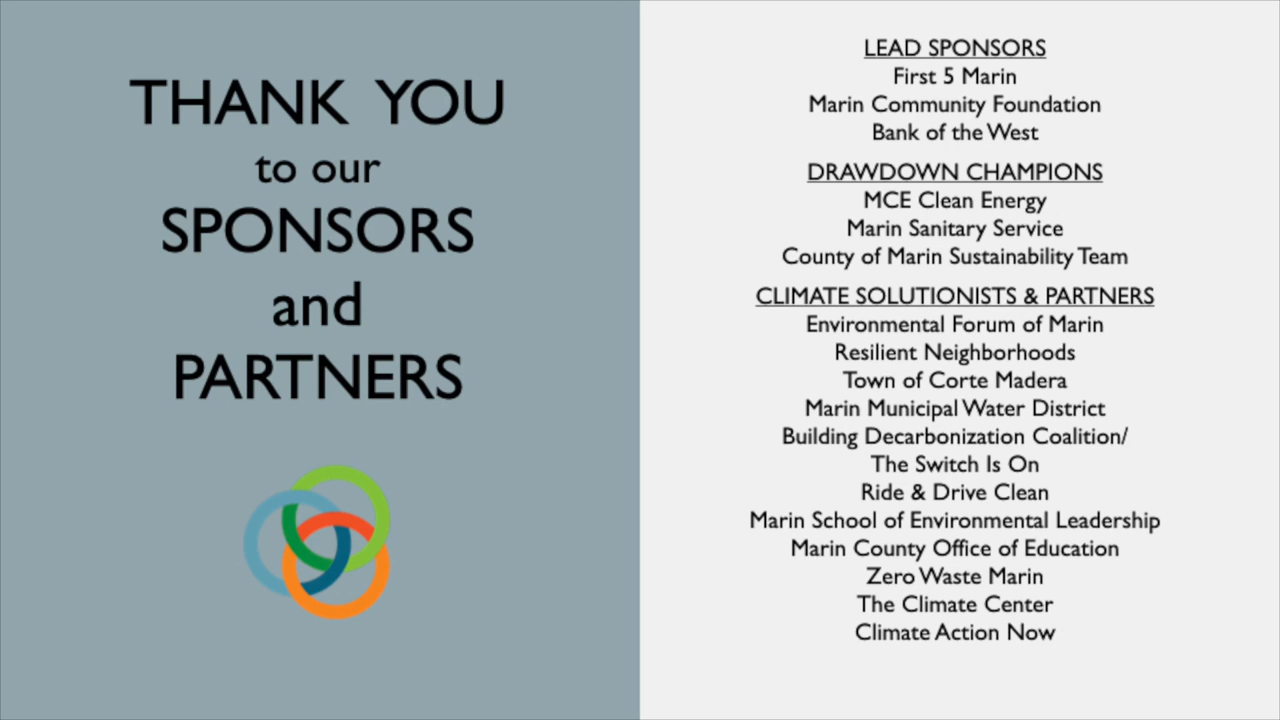 THANK YOU
to our
SPONSORS
and
PARTNERS
LEAD SPONSORS
First 5 Marin
Marin Community Foundation
Bank of the West
DRAWDOWN CHAMPIONS
MCE Clean Energy
Marin Sanitary Service
County of Marin Sustainability Team
CLIMATE SOLUTIONISTS & PARTNERS
Environmental Forum of Marin
Resilient Neighborhoods
Town of Corte Madera
Marin Municipal Water District
Building Decarbonization Coalition/
The Switch Is On
Ride & Drive Clean
Marin School of Environmental Leadership
Marin County Office of Education
Zero Waste Marin
The Climate Center
Climate Action Now